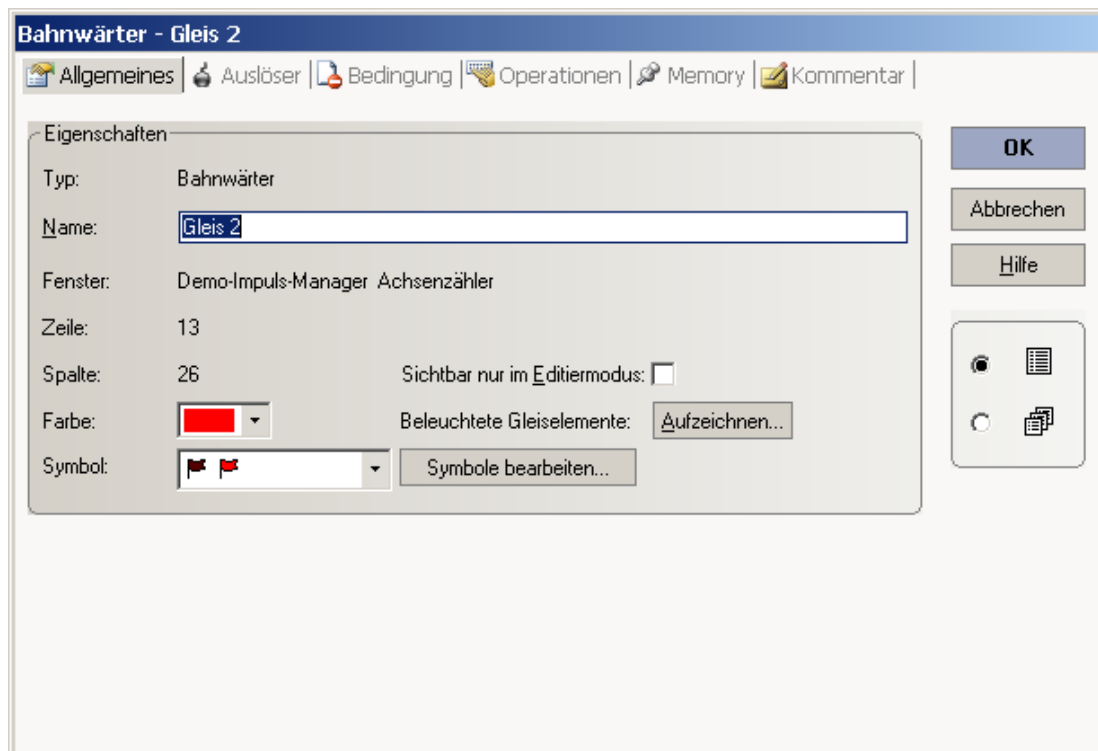 Bahnwärter - Gleis 2
Allgemeines Auslöser Bedingung Operationen Memory Kommentar
Eigenschaften
Typ: Bahnwärter
Name: Gleis 2
Fenster: Demo-Impuls-Manager Achsenzähler
Zeile: 13
Spalte: 26 Sichtbar nur im Editiermodus:
Farbe: Beleuchtete Gleiselemente: Aufzeichnen...
Symbol: Symbole bearbeiten...
OK
Abbrechen
Hilfe